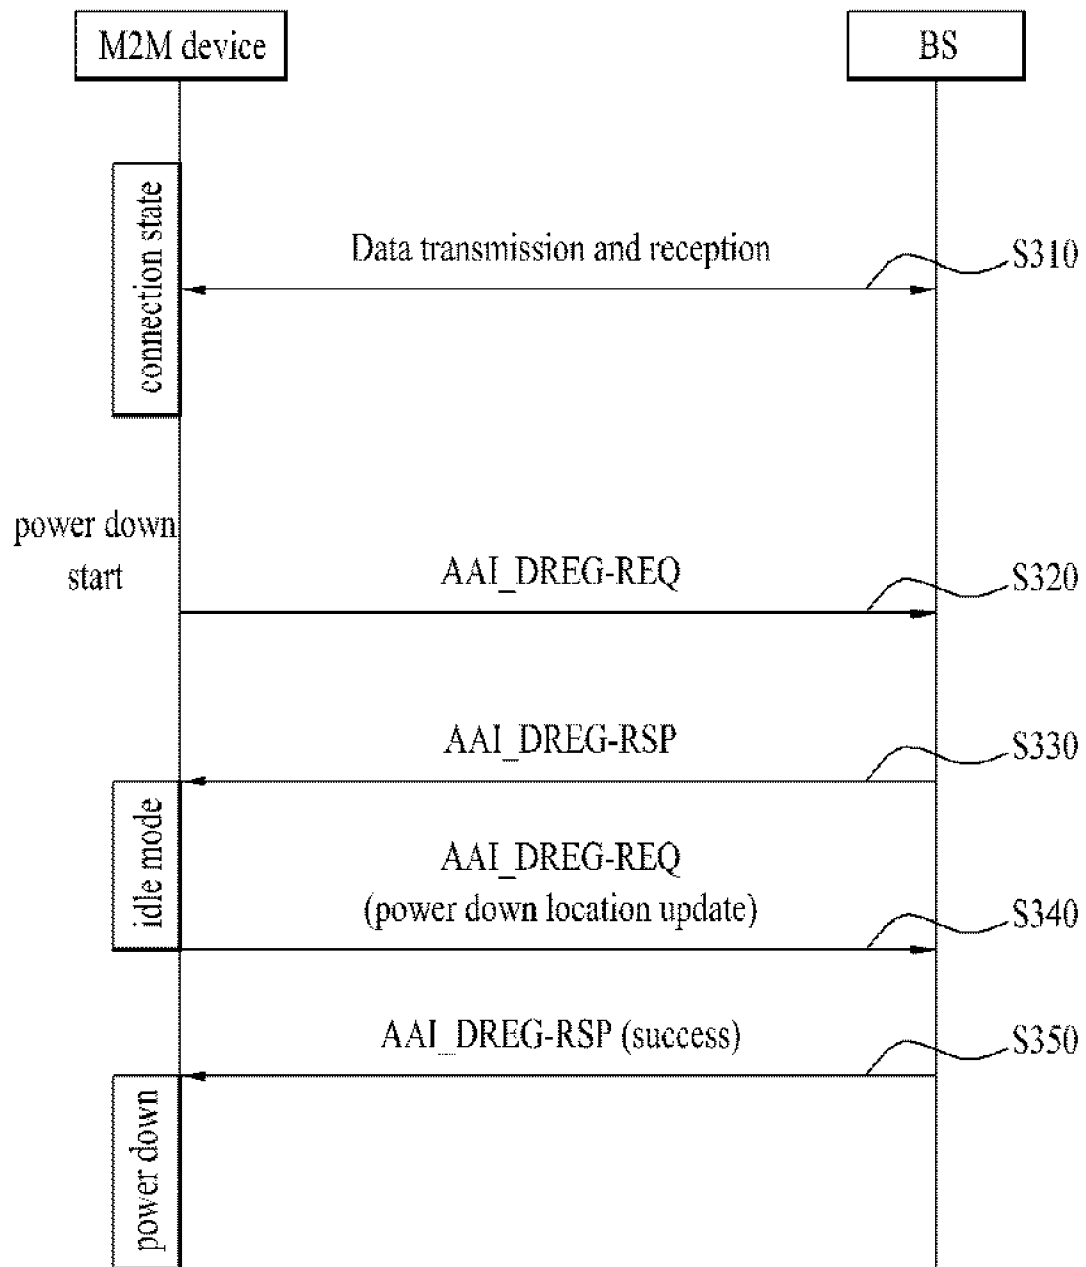 M2M device
BS
connection state
Data transmission and reception
S310
power down
start
AAI_DREG-REQ
S320
AAI_DREG-RSP
S330
idle mode
AAI_DREG-REQ
(power down location update)
S340
AAI_DREG-RSP (success)
S350
power down